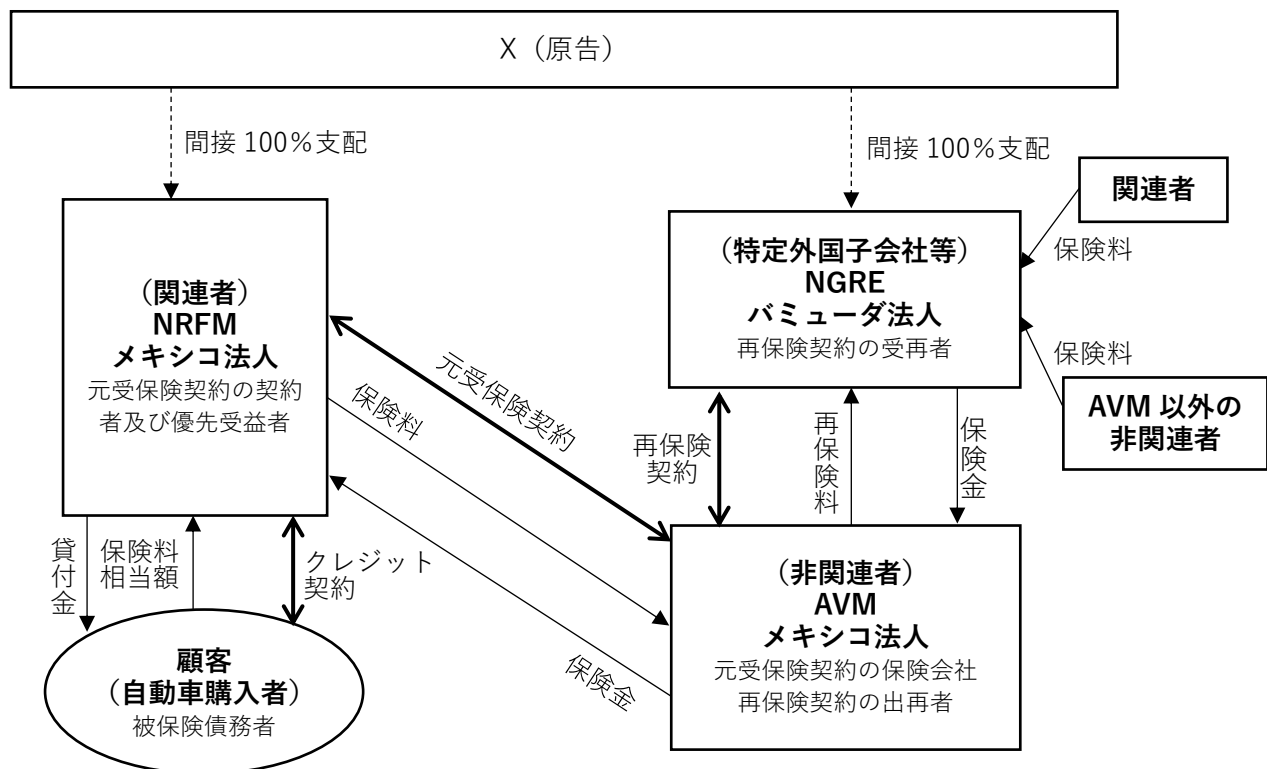 X（原告）
間接 100％支配
間接 100％支配
関連者
保険料
（関連者）
NRFM
メキシコ法人
元受保険契約の契約
者及び優先受益者
（特定外国子会社等）
NGRE
バミューダ法人
再保険契約の受再者
保険料
AVM 以外の
非関連者
元受保険契約
保険料
再保険
契約
再保険料
保険金
貸付金
保険料
相当額
クレジット
契約
保険金
（非関連者）
AVM
メキシコ法人
元受保険契約の保険会社
再保険契約の出再者
顧客
（自動車購入者）
被保険債務者